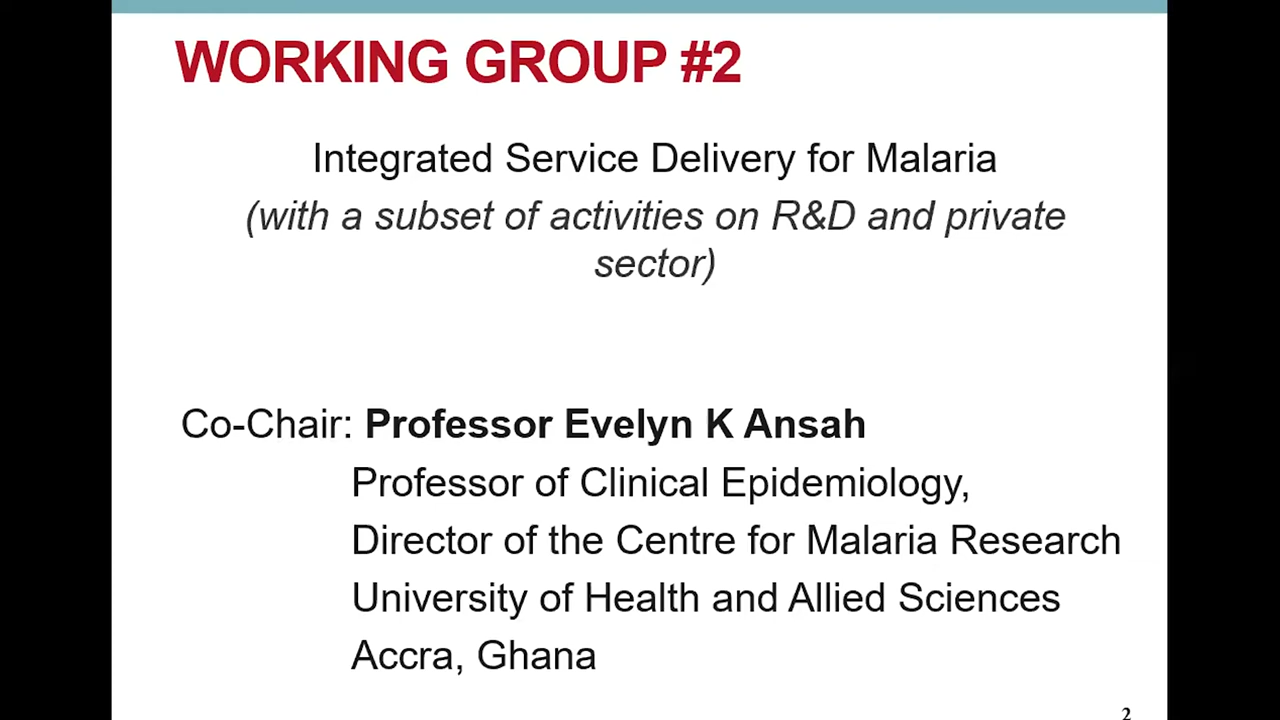 WORKING GROUP #2
Integrated Service Delivery for Malaria
(with a subset of activities on R&D and private
sector)
Co-Chair: Professor Evelyn K Ansah
Professor of Clinical Epidemiology,
Director of the Centre for Malaria Research
University of Health and Allied Sciences
Accra, Ghana
2